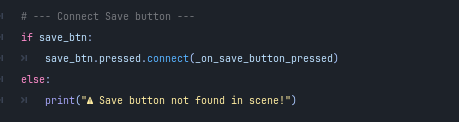 # --- Connect Save button ---
if save_btn:
    save_btn.pressed.connect(_on_save_button_pressed)
else:
    print("⚠ Save button not found in scene!")